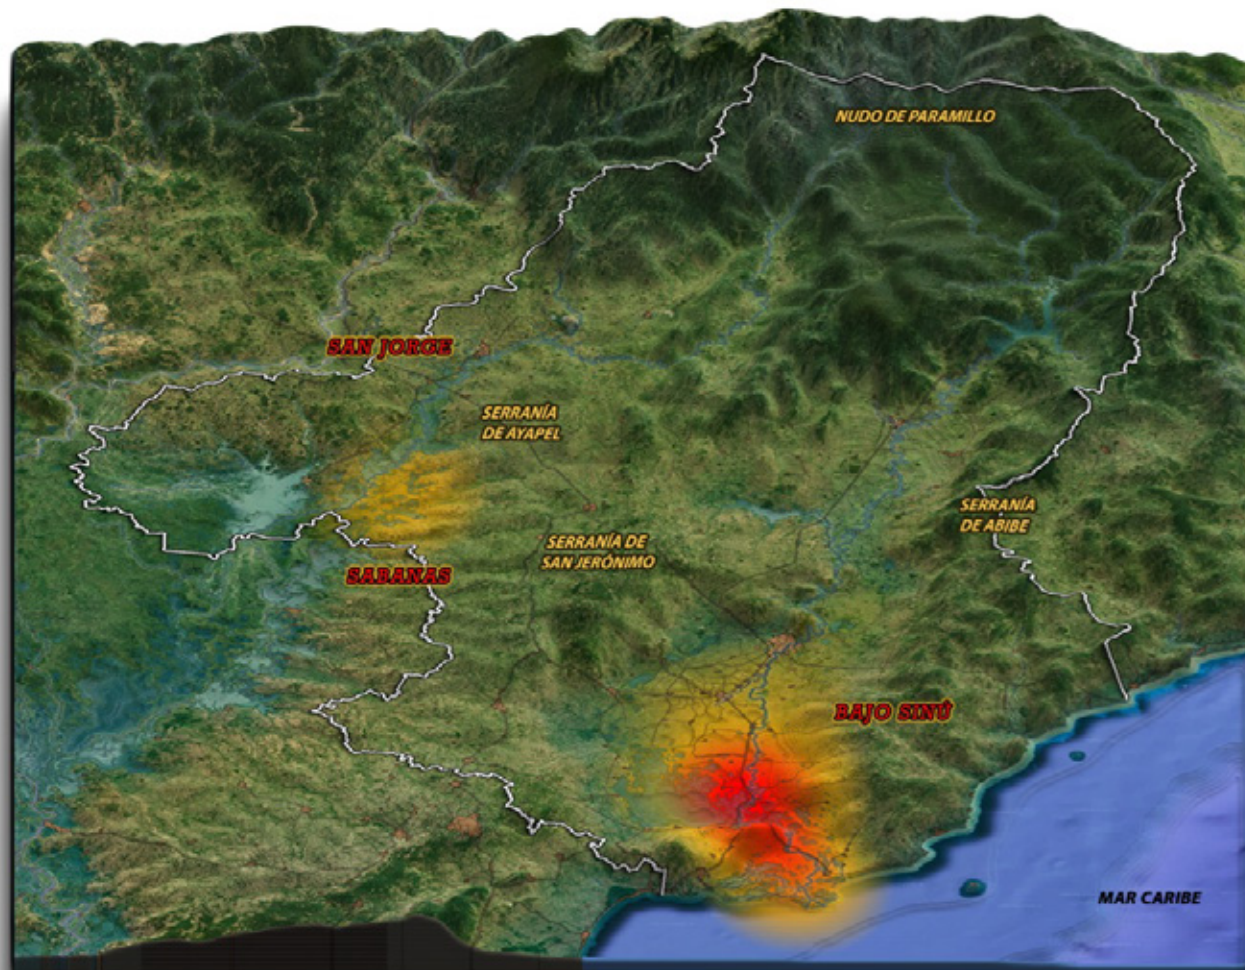 NUDO DE PARAMILLO
SAN JORGE
SERRANÍA
DE AYAPEL
SERRANÍA
DE ABIBE
SERRANÍA DE
SAN JERÓNIMO
SABANAS
BAJO SINÚ
MAR CARIBE